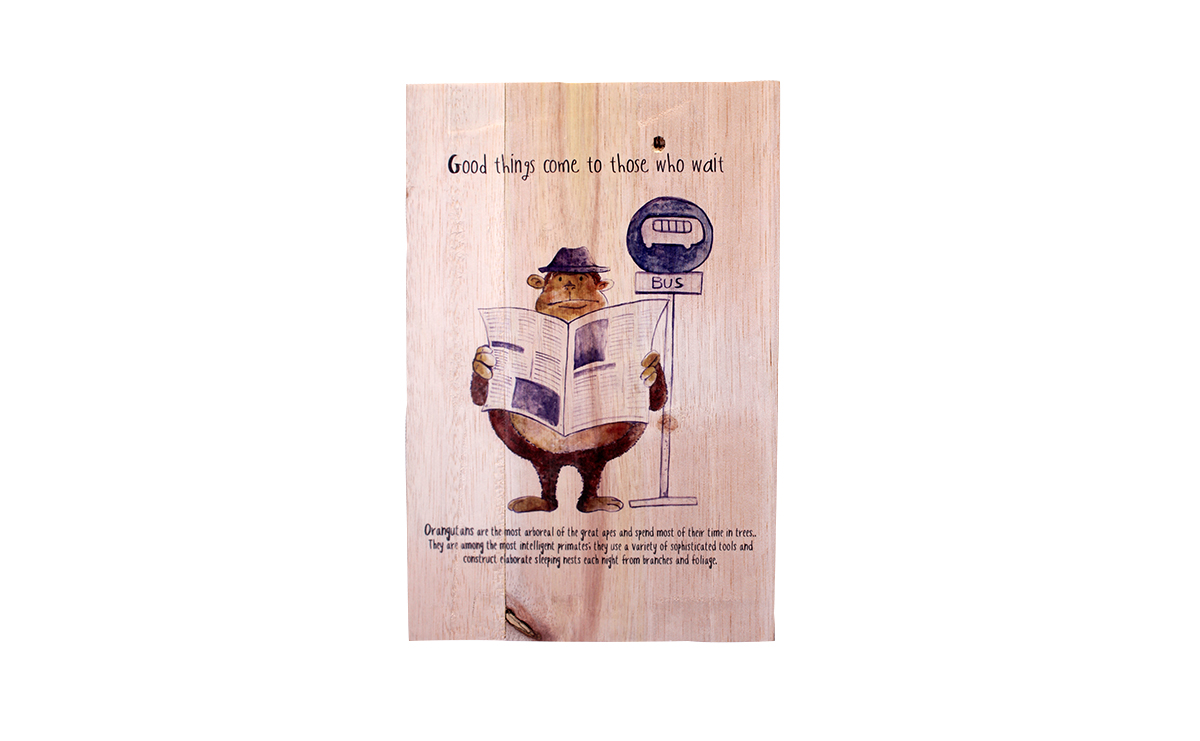 Good things come to those who wait
BUS
Orangutans are the most arboreal of the great apes and spend most of their time in trees..
They are among the most intelligent primates; they use a variety of sophisticated tools and
construct elaborate sleeping nests each night from branches and foliage.